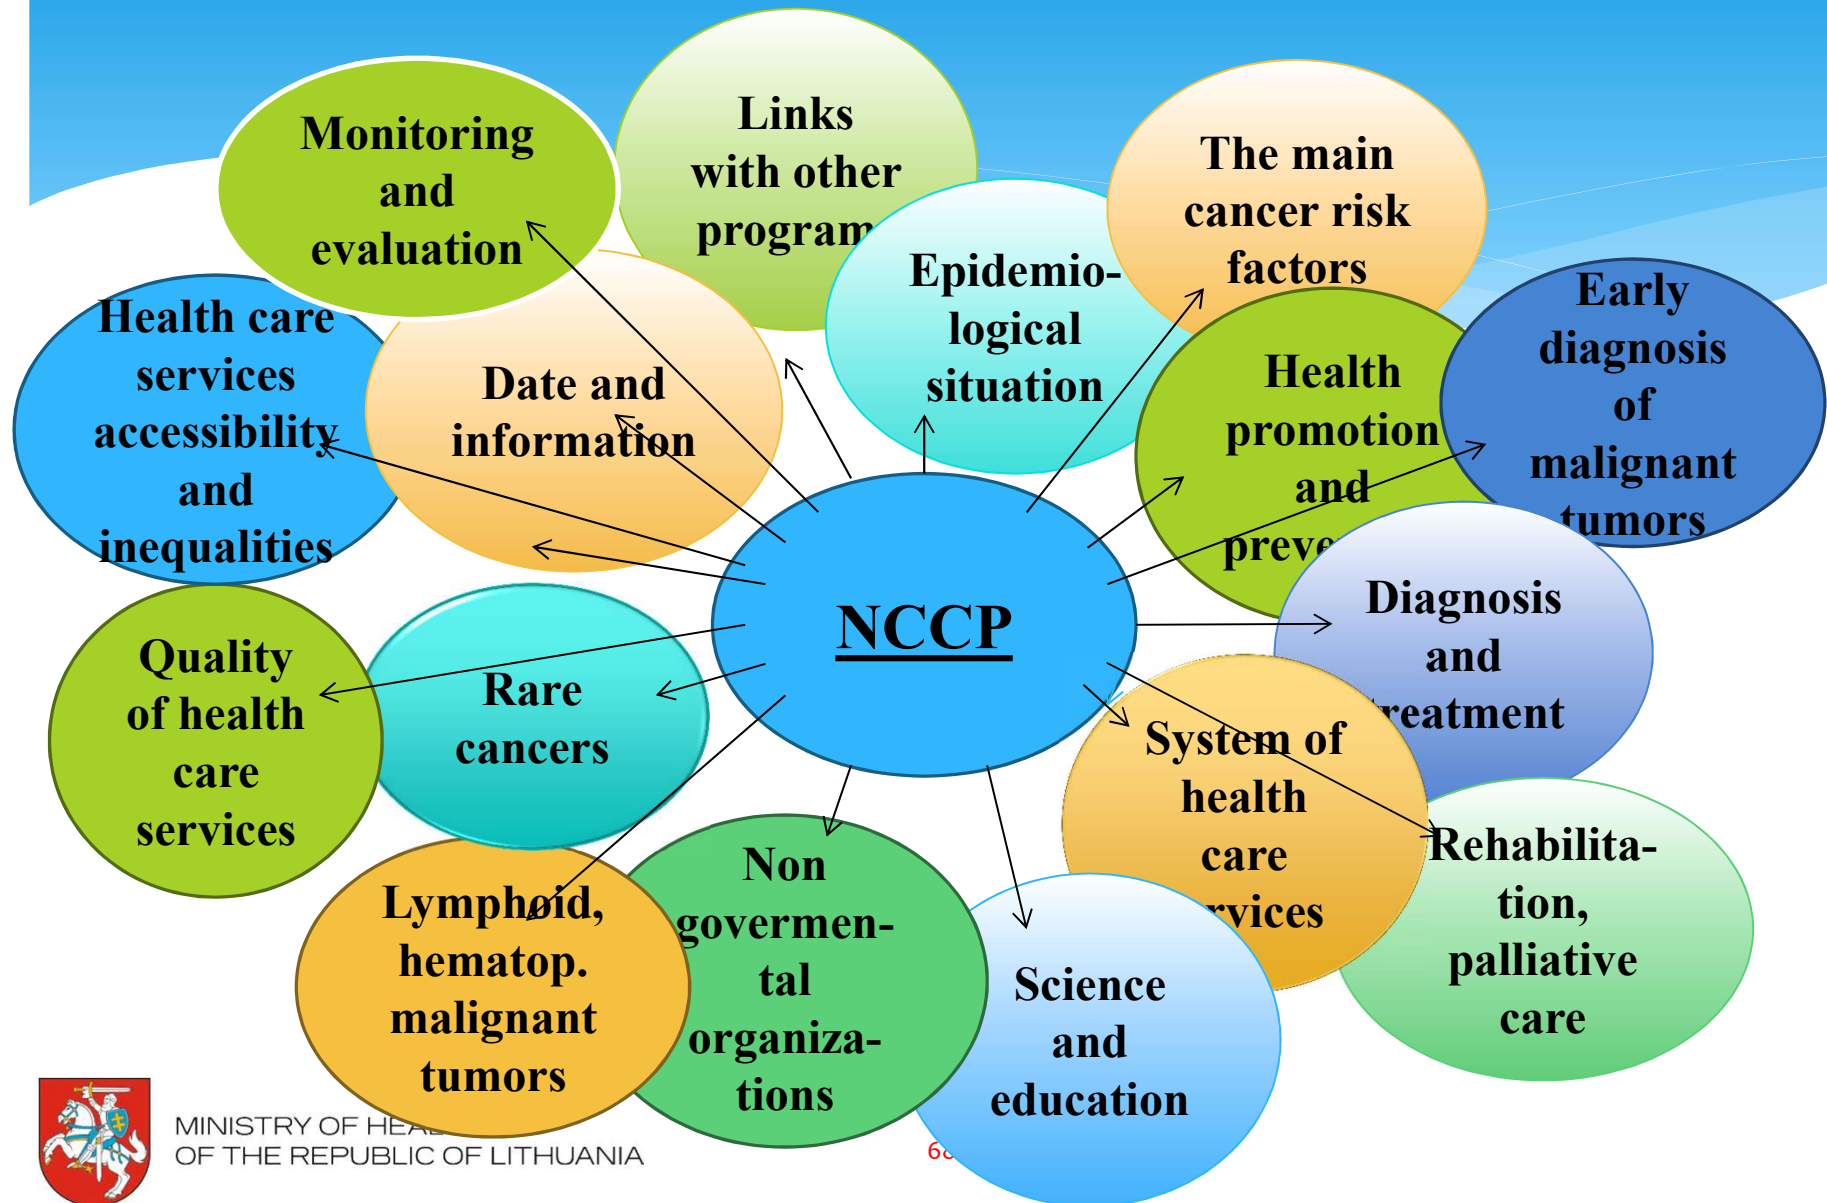 Monitoring
and
evaluation
Links
with other
program
The main
cancer risk
factors
Epidemio-
logical
situation
Early
diagnosis
of
malignant
tumors
Health care
services
accessibility
and
inequalities
Date and
information
Health
promotion
and
NCCP
Diagnosis
and
treatment
Quality
of health
care
services
Rare
cancers
System of
health
care
Rehabilita-
tion,
palliative
care
Lymphoid,
hematop.
malignant
tumors
Non
govermen-
tal
organiza-
tions
Science
and
education
MINISTRY OF
OF THE REPUBLIC OF LITHUANIA